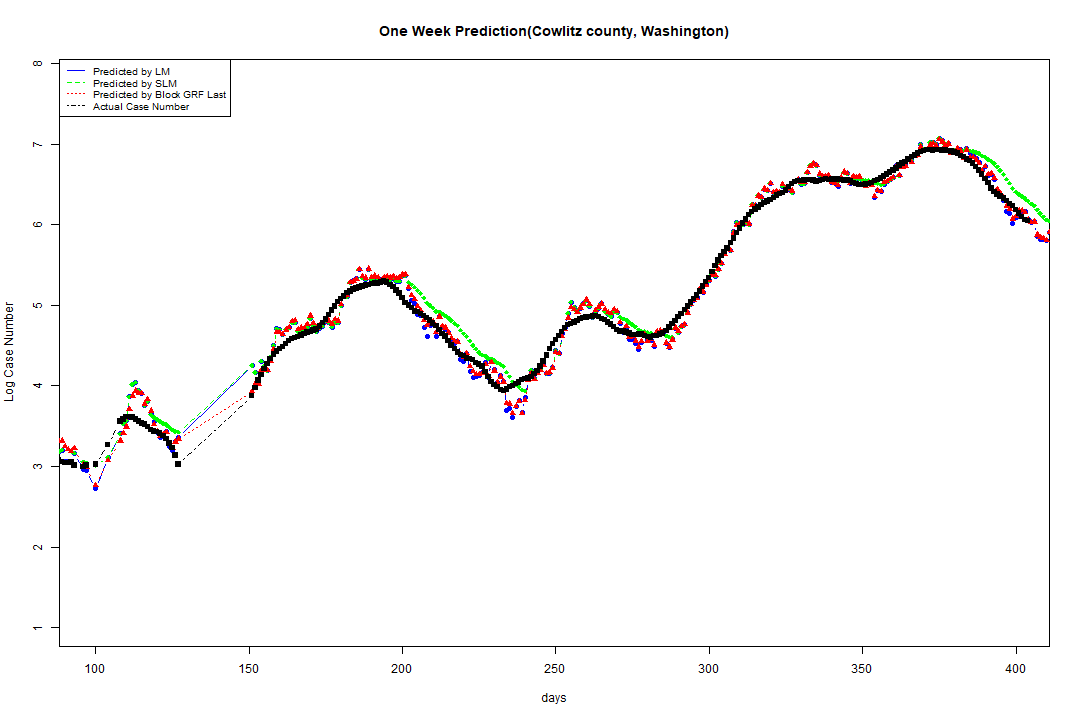 One Week Prediction(Cowlitz county, Washington)
Predicted by LM
Predicted by SLM
Predicted by Block GRF Last
Actual Case Number
8
7
6
5
4
3
2
1
Log Case Number
100 150 200 250 300 350 400
days